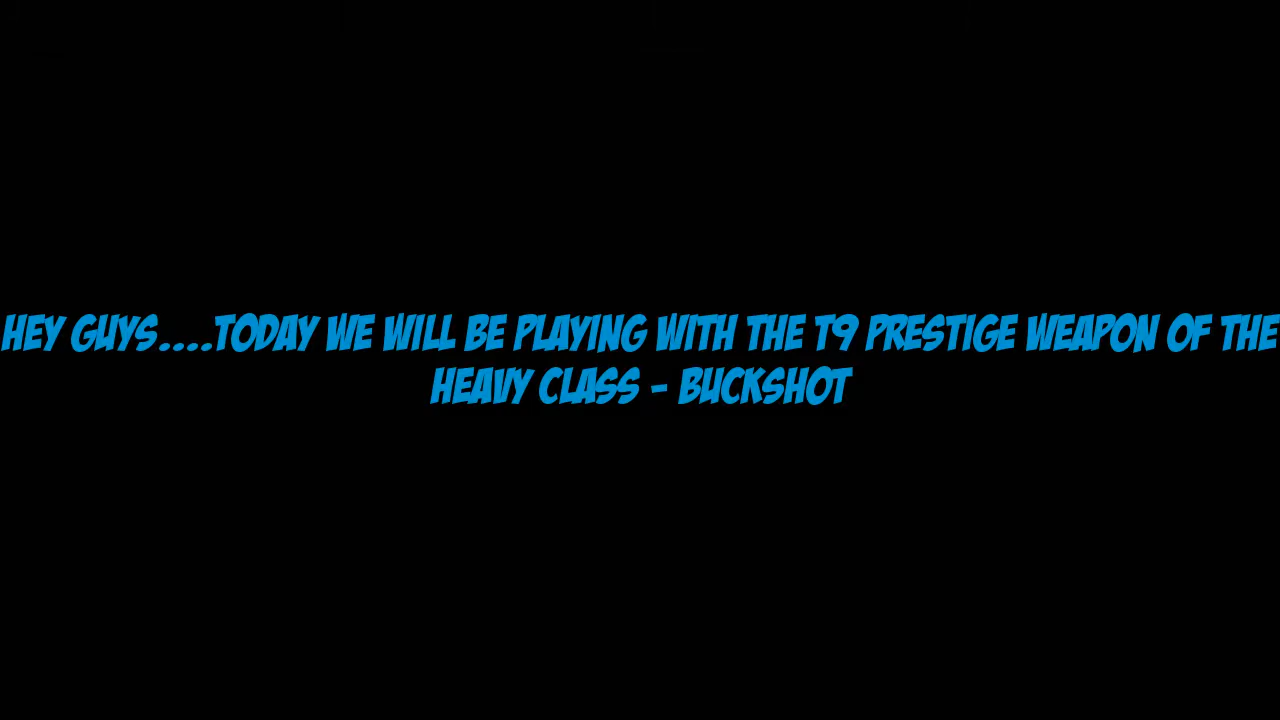 HEY GUYS....TODAY WE WILL BE PLAYING WITH THE T9 PRESTIGE WEAPON OF THE
HEAVY CLASS - BUCKSHOT